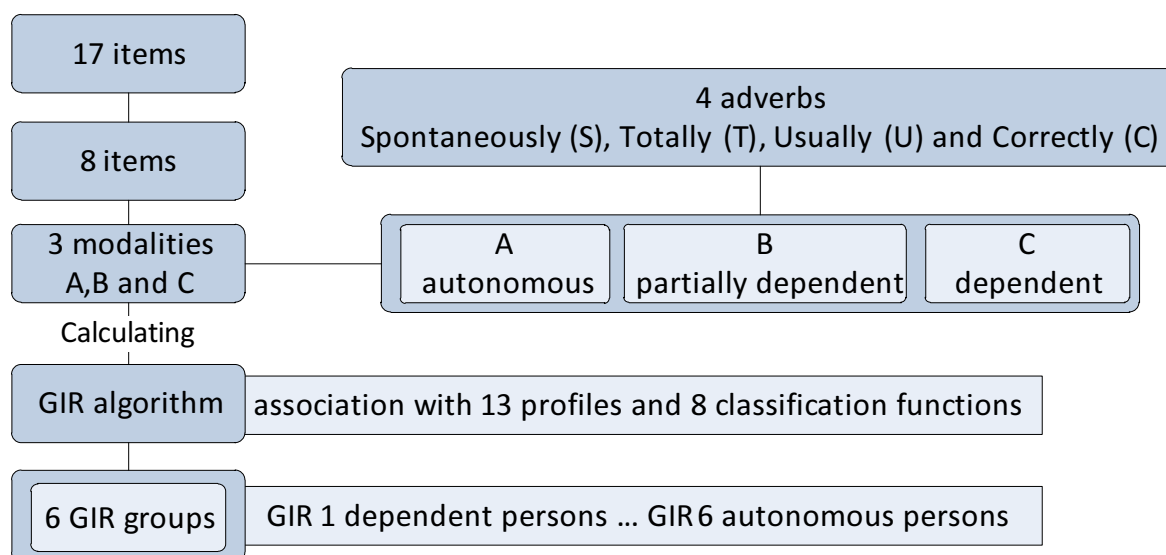 17 items
4 adverbs
Spontaneously (S), Totally (T), Usually (U) and Correctly (C)
8 items
3 modalities
A,B and C
A
autonomous
B
partially dependent
C
dependent
Calculating
GIR algorithm
association with 13 profiles and 8 classification functions
6 GIR groups
GIR 1 dependent persons ... GIR 6 autonomous persons